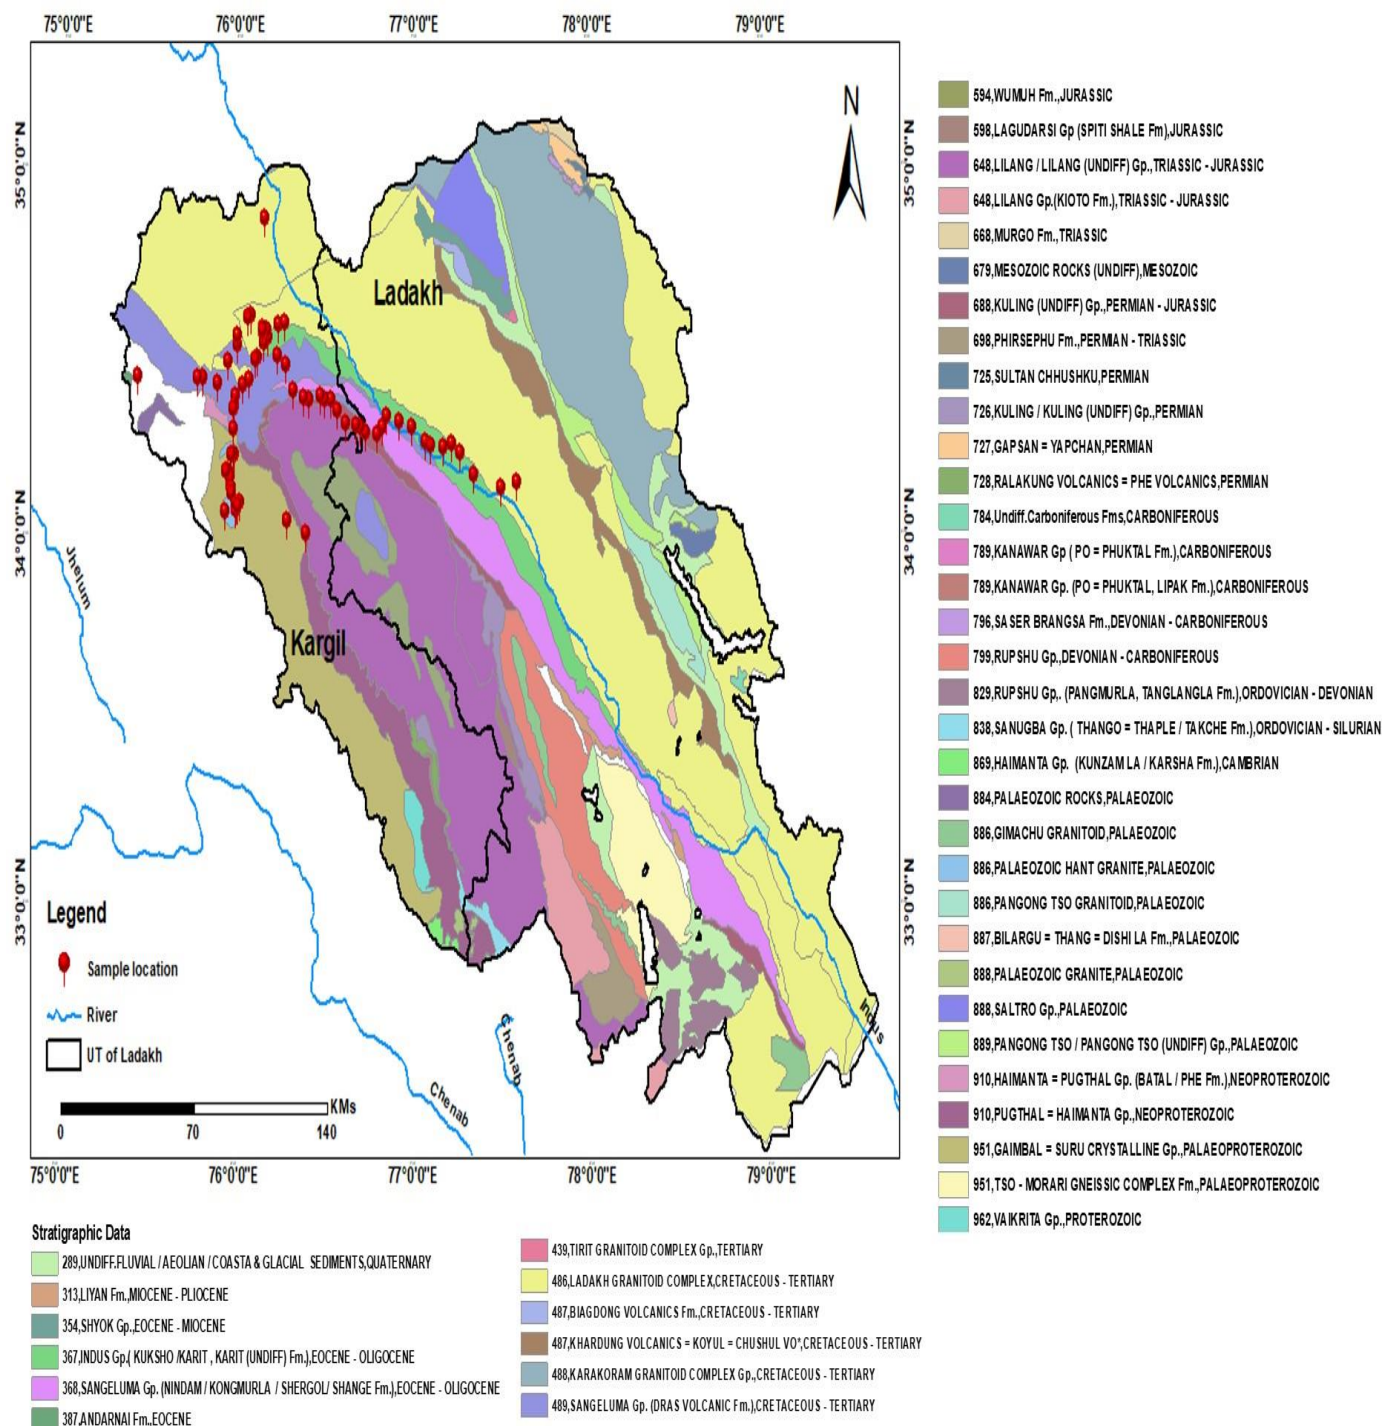 75°0'0"E 76°0'0"E 77°0'0"E 78°0'0"E 79°0'0"E
35°0'0"N
35°0'0"N
34°0'0"N
34°0'0"N
33°0'0"N
33°0'0"N
N
Ladakh
Kargil
Jhelum
Chenab
Chenab
Indus
Legend
Sample location
River
UT of Ladakh
KMs
0 70 140
75°0'0"E 76°0'0"E 77°0'0"E 78°0'0"E 79°0'0"E
594,WUMUH Fm.,JURASSIC
598,LAGUDARSI Gp (SPITI SHALE Fm),JURASSIC
648,LILANG / LILANG (UNDIFF) Gp.,TRIASSIC - JURASSIC
648,LILANG Gp.(KIOTO Fm.),TRIASSIC - JURASSIC
668,MURGO Fm.,TRIASSIC
679,MESOZOIC ROCKS (UNDIFF),MESOZOIC
688,KULING (UNDIFF) Gp.,PERMIAN - JURASSIC
698,PHIRSEPHU Fm.,PERMIAN - TRIASSIC
725,SULTAN CHHUSHKU,PERMIAN
726,KULING / KULING (UNDIFF) Gp.,PERMIAN
727,GAPSAN = YAPCHAN,PERMIAN
728,RALAKUNG VOLCANICS = PHE VOLCANICS,PERMIAN
784,Undiff.Carboniferous Fms,CARBONIFEROUS
789,KANAWAR Gp ( PO = PHUKTAL Fm.),CARBONIFEROUS
789,KANAWAR Gp. (PO = PHUKTAL, LIPAK Fm.),CARBONIFEROUS
796,SASER BRANGSA Fm.,DEVONIAN - CARBONIFEROUS
799,RUPSHU Gp.,DEVONIAN - CARBONIFEROUS
829,RUPSHU Gp,. (PANGMURLA, TANGLANGLA Fm.),ORDOVICIAN - DEVONIAN
838,SANUGBA Gp. ( THANGO = THAPLE / TAKCHE Fm.),ORDOVICIAN - SILURIAN
869,HAIMANTA Gp. (KUNZAM LA / KARSHA Fm.),CAMBRIAN
884,PALAEOZOIC ROCKS,PALAEOZOIC
886,GIMACHU GRANITOID,PALAEOZOIC
886,PALAEOZOIC HANT GRANITE,PALAEOZOIC
886,PANGONG TSO GRANITOID,PALAEOZOIC
887,BILARGU = THANG = DISHI LA Fm.,PALAEOZOIC
888,PALAEOZOIC GRANITE,PALAEOZOIC
888,SALTRO Gp.,PALAEOZOIC
889,PANGONG TSO / PANGONG TSO (UNDIFF) Gp.,PALAEOZOIC
910,HAIMANTA = PUGTHAL Gp. (BATAL / PHE Fm.),NEOPROTEROZOIC
910,PUGTHAL = HAIMANTA Gp.,NEOPROTEROZOIC
951,GAIMBAL = SURU CRYSTALLINE Gp.,PALAEOPROTEROZOIC
951,TSO - MORARI GNEISSIC COMPLEX Fm.,PALAEOPROTEROZOIC
962,VAIKRITA Gp.,PROTEROZOIC
Stratigraphic Data
289,UNDIFF.FLUVIAL / AEOLIAN / COASTA & GLACIAL SEDIMENTS,QUATERNARY
313,LIYAN Fm.,MIOCENE - PLIOCENE
354,SHYOK Gp.,EOCENE - MIOCENE
367,INDUS Gp.( KUKSHO /KARIT , KARIT (UNDIFF) Fm.),EOCENE - OLIGOCENE
368,SANGELUMA Gp. (NINDAM / KONGMURLA / SHERGOL/ SHANGE Fm.),EOCENE - OLIGOCENE
387,ANDARNAI Fm.,EOCENE
439,TIRIT GRANITOID COMPLEX Gp.,TERTIARY
486,LADAKH GRANITOID COMPLEX,CRETACEOUS - TERTIARY
487,BIAGDONG VOLCANICS Fm.,CRETACEOUS - TERTIARY
487,KHARDUNG VOLCANICS = KOYUL = CHUSHUL VO*,CRETACEOUS - TERTIARY
488,KARAKORAM GRANITOID COMPLEX Gp.,CRETACEOUS - TERTIARY
489,SANGELUMA Gp. (DRAS VOLCANIC Fm.),CRETACEOUS - TERTIARY